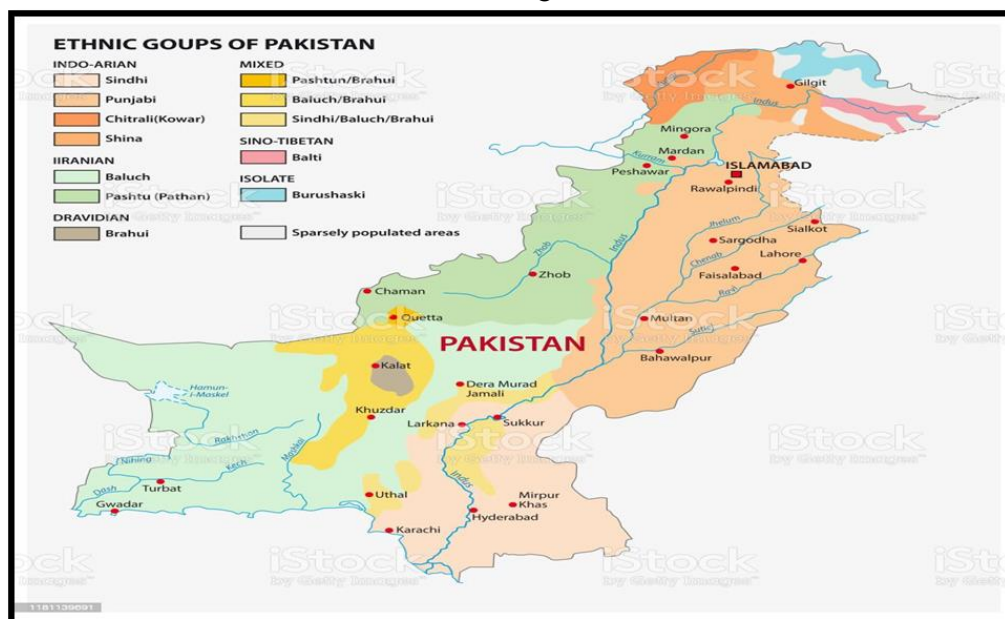 ETHNIC GOUPS OF PAKISTAN
INDO-ARIAN
Sindhi
Punjabi
Chitrali(Kowar)
Shina
IIRANIAN
Baluch
Pashtu (Pathan)
DRAVIDIAN
Brahui
MIXED
Pashtun/Brahui
Baluch/Brahui
Sindhi/Baluch/Brahui
SINO-TIBETAN
Balti
ISOLATE
Burushaski
Sparsely populated areas
Gilgit
Indus
Mingora
Mardan
Kurram
Peshawar
ISLAMABAD
Rawalpindi
Jhelum
Sialkot
Sargodha
Indus
Chenab
Lahore
Faisalabad
Zhob
Zhob
Ravi
Chaman
Quetta
Multan
Sutlej
PAKISTAN
Bahawalpur
Kalat
Hamun-
i-Maskel
Dera Murad
Jamali
Khuzdar
Larkana
Sukkur
Rakhshan
Mashkai
Nihing
Kech
Dash
Turbat
Indus
Uthal
Mirpur
Khas
Gwadar
Hyderabad
Karachi
iStock
by Getty Images™
1181139691